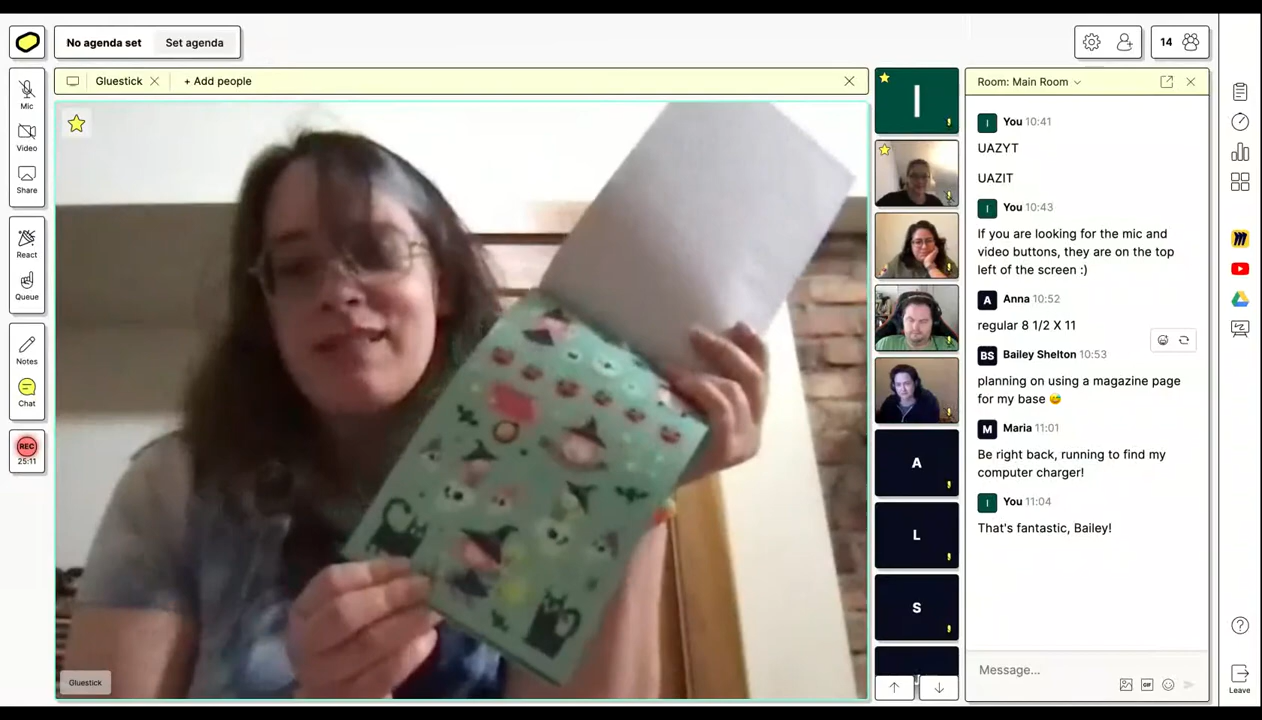 No agenda set
Set agenda
14
Mic
Video
Share
React
Queue
Notes
Chat
REC
25:11
Gluestick
+ Add people
Gluestick
I
A
L
S
Room: Main Room
I You 10:41
UAZYT
UAZIT
I You 10:43
If you are looking for the mic and
video buttons, they are on the top
left of the screen :)
A Anna 10:52
regular 8 1/2 X 11
BS Bailey Shelton 10:53
planning on using a magazine page
for my base 😅
M Maria 11:01
Be right back, running to find my
computer charger!
I You 11:04
That's fantastic, Bailey!
Message...
GIF
Leave